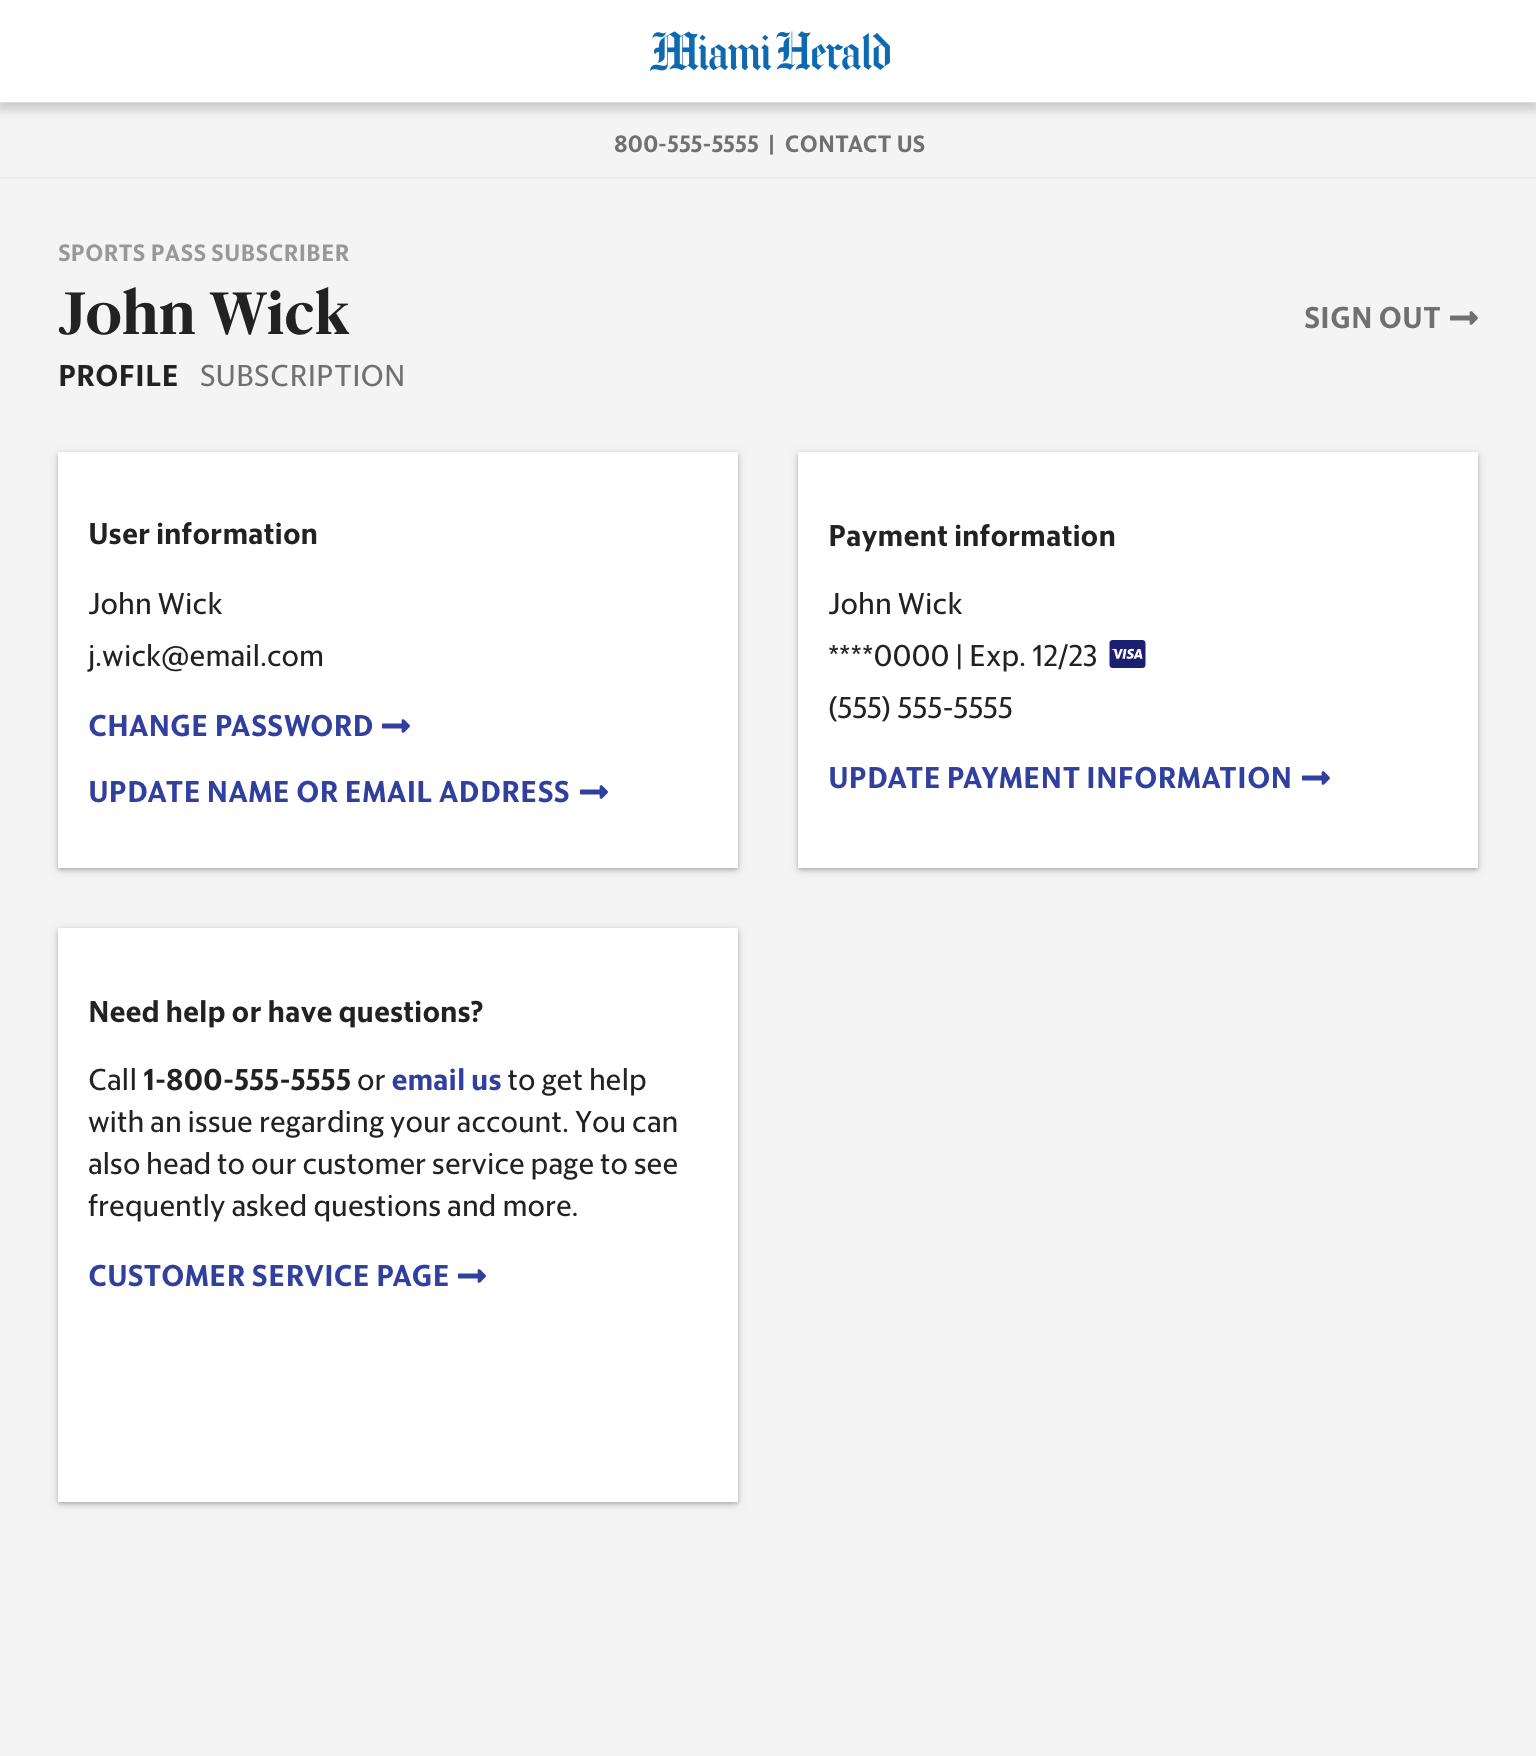 Miami Herald
800-555-5555 | CONTACT US
SPORTS PASS SUBSCRIBER
John Wick
SIGN OUT
PROFILE SUBSCRIPTION
User information
John Wick
j.wick@email.com
CHANGE PASSWORD
UPDATE NAME OR EMAIL ADDRESS
Payment information
John Wick
****0000 | Exp. 12/23 VISA
(555) 555-5555
UPDATE PAYMENT INFORMATION
Need help or have questions?
Call 1-800-555-5555 or email us to get help
with an issue regarding your account. You can
also head to our customer service page to see
frequently asked questions and more.
CUSTOMER SERVICE PAGE